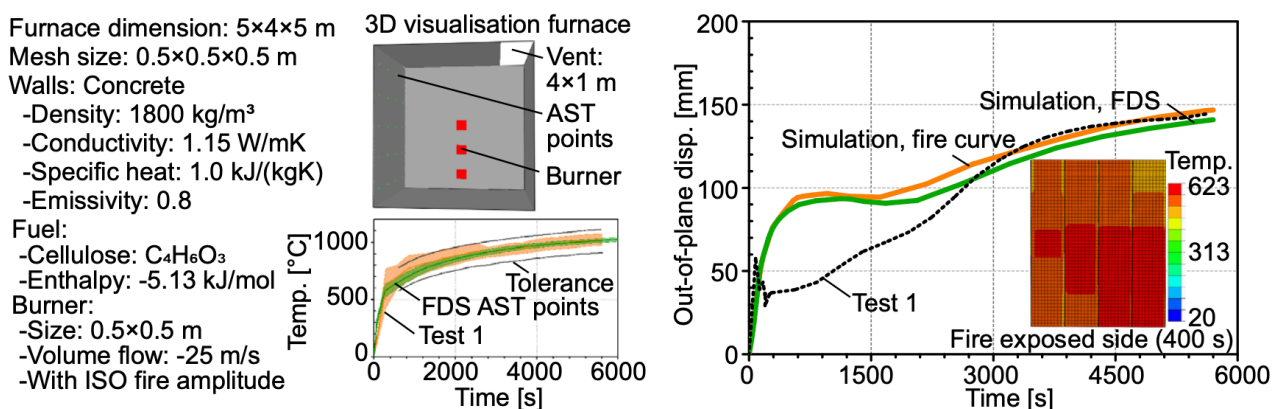 Furnace dimension: 5×4×5 m
Mesh size: 0.5×0.5×0.5 m
Walls: Concrete
-Density: 1800 kg/m³
-Conductivity: 1.15 W/mK
-Specific heat: 1.0 kJ/(kgK)
-Emissivity: 0.8
Fuel:
-Cellulose: C₄H₆O₃
-Enthalpy: -5.13 kJ/mol
Burner:
-Size: 0.5×0.5 m
-Volume flow: -25 m/s
-With ISO fire amplitude
3D visualisation furnace
Vent:
4×1 m
AST
points
Burner
Temp. [°C]
1000
500
0
Tolerance
FDS AST points
Test 1
0
2000
4000
6000
Time [s]
Out-of-plane disp. [mm]
200
150
100
50
0
Simulation, FDS
Simulation, fire curve
Test 1
Temp.
623
313
20
Fire exposed side (400 s)
0
1500
3000
4500
6000
Time [s]